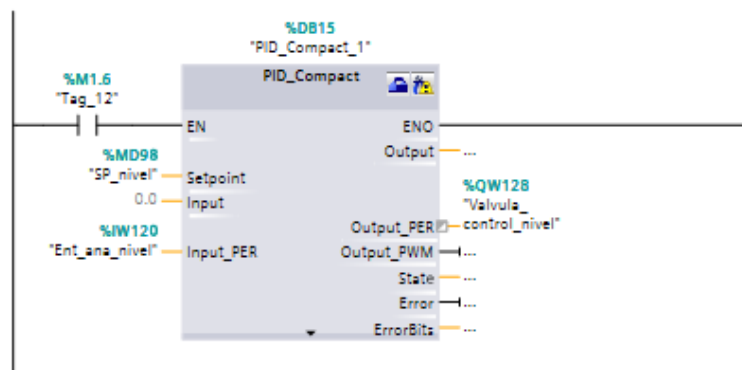 %DB15
"PID_Compact_1"
PID_Compact
%M1.6
"Tag_12"
EN
ENO
Output
...
%MD98
"SP_nivel"
Setpoint
0.0
Input
%QW128
"Valvula_
control_nivel"
Output_PER
%IW120
"Ent_ana_nivel"
Input_PER
Output_PWM
...
State
...
Error
...
ErrorBits
...